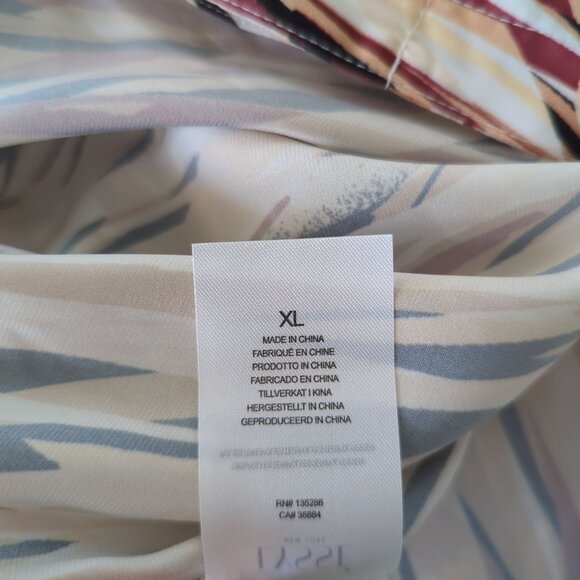 XL
MADE IN CHINA
FABRIQUÉ EN CHINE
PRODOTTO IN CHINA
FABRICADO EN CHINA
TILLVERKAT I KINA
HERGESTELLT IN CHINA
GEPRODUCEERD IN CHINA
RN# 135286
CA# 35884
LYSSÉ